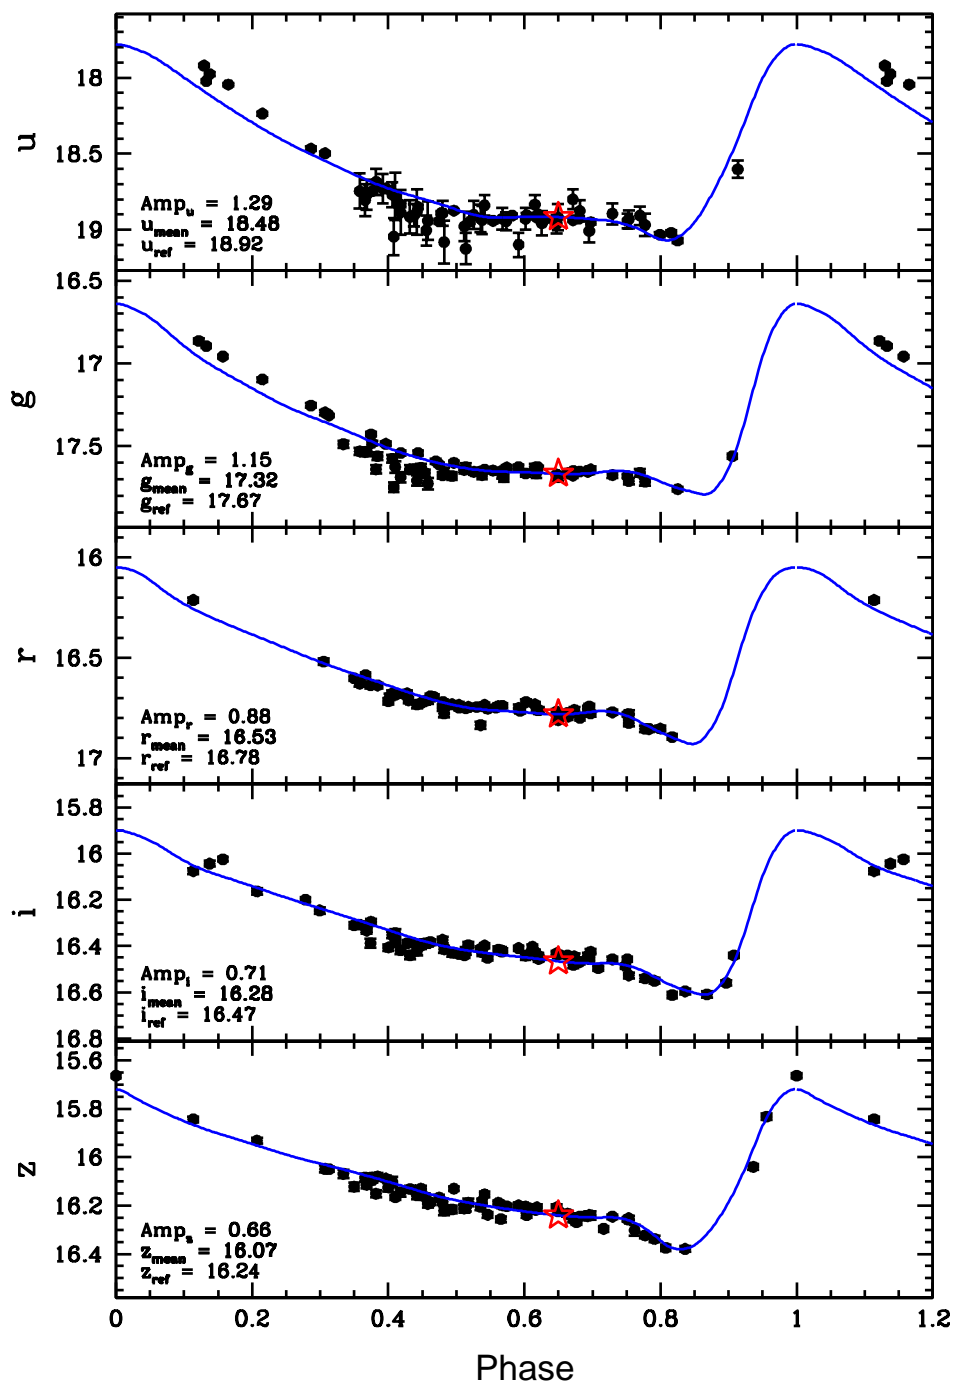 18
18.5
19
u
Amp_u = 1.29
u_mean = 18.48
u_ref = 18.92
16.5
17
17.5
g
Amp_g = 1.15
g_mean = 17.32
g_ref = 17.67
16
16.5
17
r
Amp_r = 0.88
r_mean = 16.53
r_ref = 16.78
15.8
16
16.2
16.4
16.6
16.8
i
Amp_i = 0.71
i_mean = 16.28
i_ref = 16.47
15.6
15.8
16
16.2
16.4
z
Amp_z = 0.66
z_mean = 16.07
z_ref = 16.24
0 0.2 0.4 0.6 0.8 1 1.2
Phase